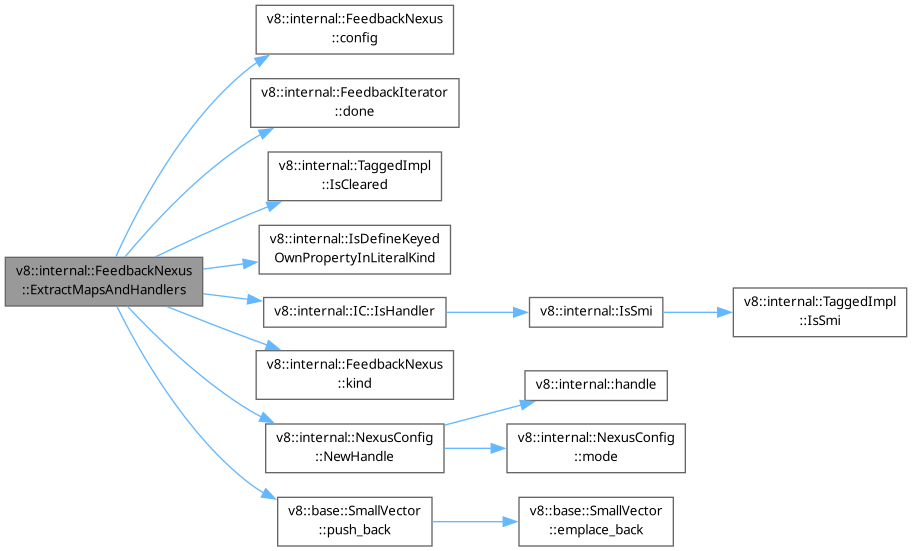 v8::internal::FeedbackNexus
::ExtractMapsAndHandlers
v8::internal::FeedbackNexus
::config
v8::internal::FeedbackIterator
::done
v8::internal::TaggedImpl
::IsCleared
v8::internal::IsDefineKeyed
OwnPropertyInLiteralKind
v8::internal::IC::IsHandler
v8::internal::IsSmi
v8::internal::TaggedImpl
::IsSmi
v8::internal::FeedbackNexus
::kind
v8::internal::NexusConfig
::NewHandle
v8::internal::handle
v8::internal::NexusConfig
::mode
v8::base::SmallVector
::push_back
v8::base::SmallVector
::emplace_back